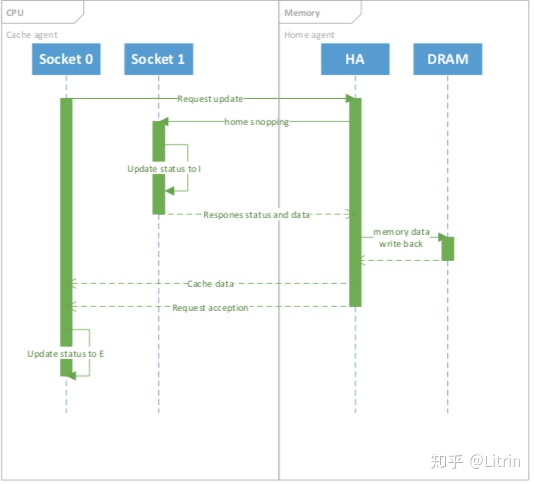 CPU
Memory
Cache agent
Home agent
Socket 0
Socket 1
HA
DRAM
Request update
home snopping
Update status to I
Respones status and data
memory data
write back
Cache data
Request acception
Update status to E
知乎 @Litrin